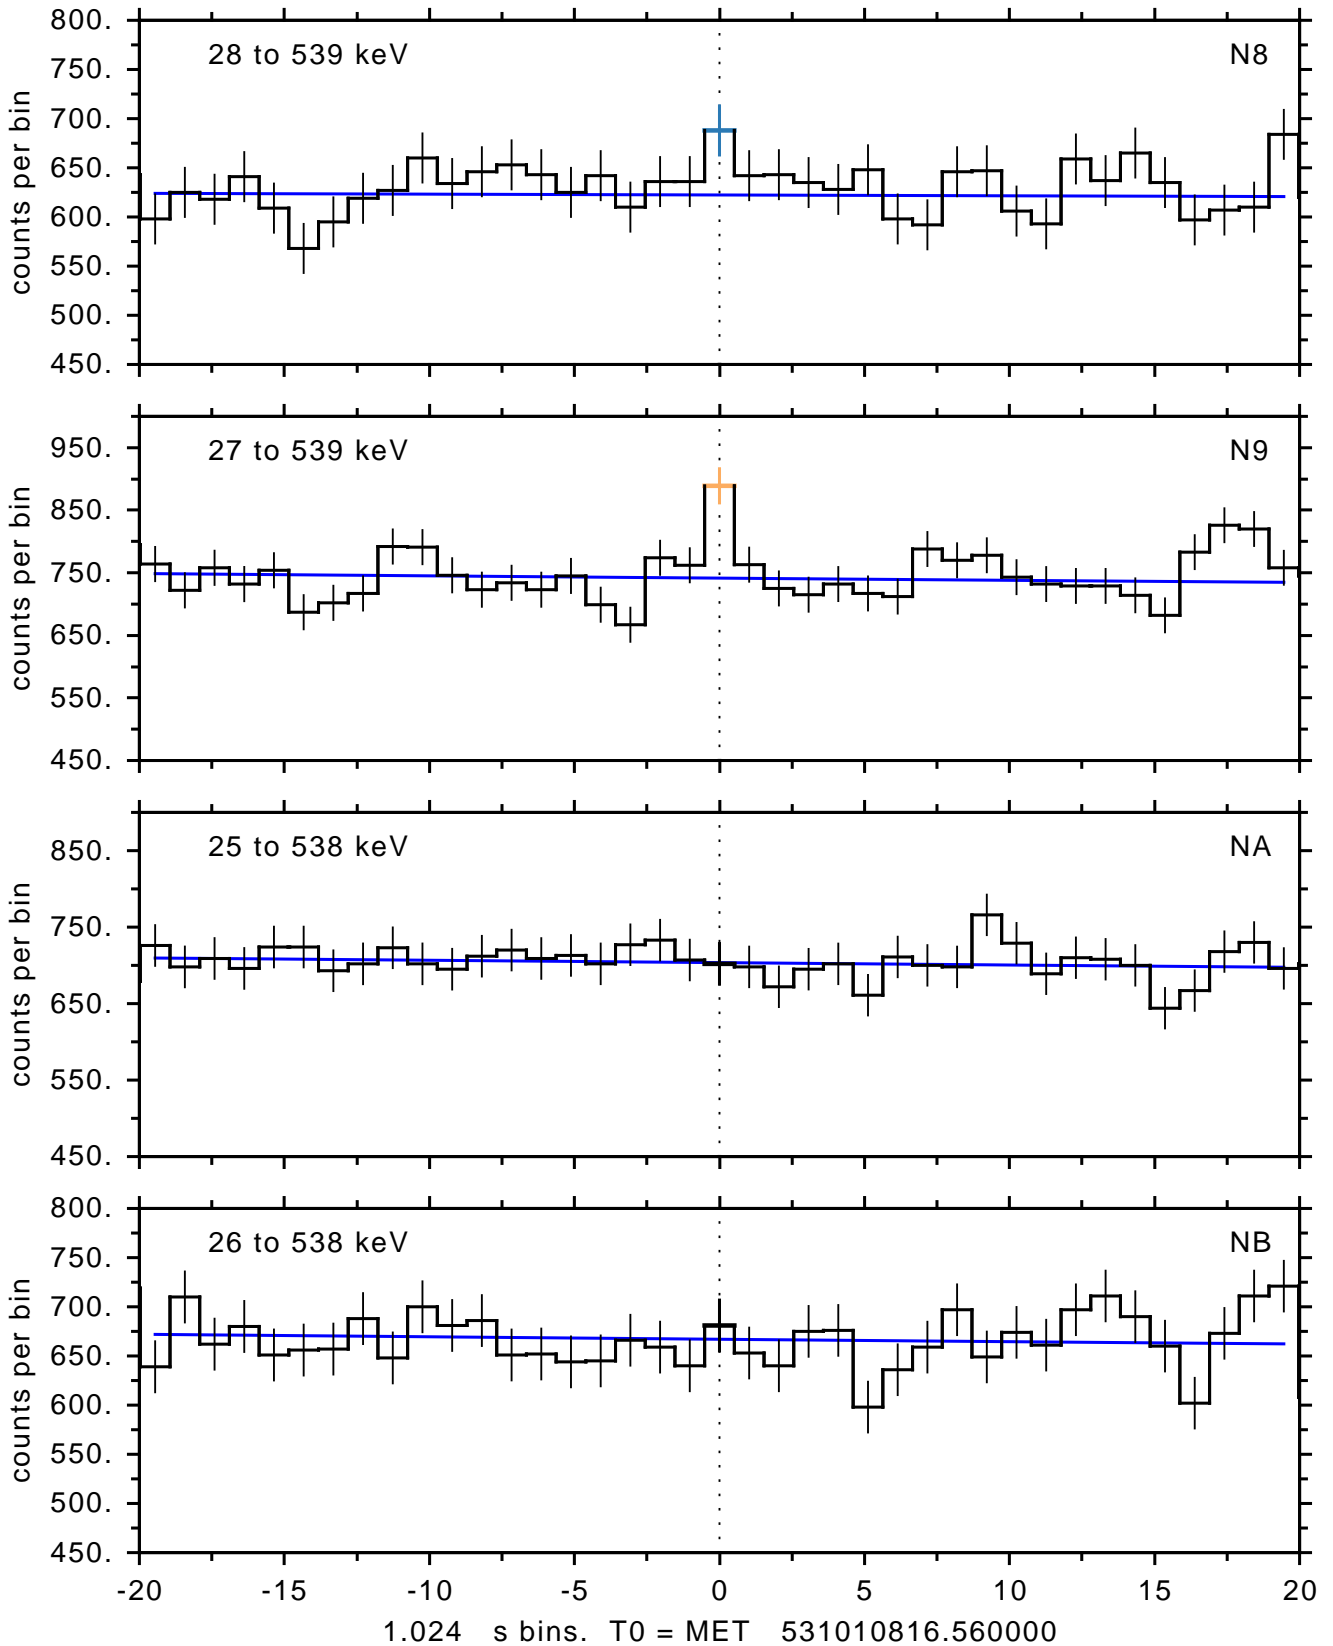 800.
28 to 539 keV N8
750.
700.
650.
600.
550.
500.
450.
counts per bin
27 to 539 keV N9
950.
850.
750.
650.
550.
450.
counts per bin
25 to 538 keV NA
850.
750.
650.
550.
450.
counts per bin
800.
26 to 538 keV NB
750.
700.
650.
600.
550.
500.
450.
counts per bin
-20 -15 -10 -5 0 5 10 15 20
1.024 s bins. T0 = MET 531010816.560000